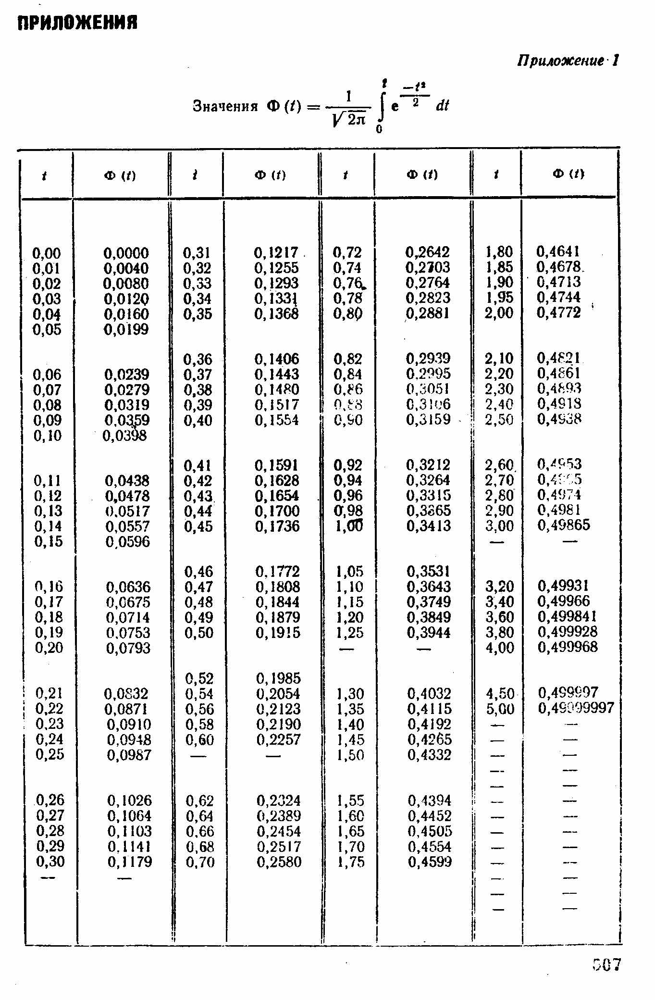 ПРИЛОЖЕНИЯ
Приложение 1
Значения Ф (t) = 1/√2π ∫₀ᵗ e^(−t²/2) dt
t Ф (t) t Ф (t) t Ф (t) t Ф (t)
0,00 0,0000 0,31 0,1217 0,72 0,2642 1,80 0,4641
0,01 0,0040 0,32 0,1255 0,74 0,2703 1,85 0,4678
0,02 0,0080 0,33 0,1293 0,76 0,2764 1,90 0,4713
0,03 0,0120 0,34 0,1331 0,78 0,2823 1,95 0,4744
0,04 0,0160 0,35 0,1368 0,80 0,2881 2,00 0,4772
0,05 0,0199
0,36 0,1406 0,82 0,2939 2,10 0,4821
0,06 0,0239 0,37 0,1443 0,84 0,2995 2,20 0,4861
0,07 0,0279 0,38 0,1480 0,86 0,3051 2,30 0,4893
0,08 0,0319 0,39 0,1517 0,88 0,3106 2,40 0,4918
0,09 0,0359 0,40 0,1554 0,90 0,3159 2,50 0,4938
0,10 0,0398
0,41 0,1591 0,92 0,3212 2,60 0,4953
0,11 0,0438 0,42 0,1628 0,94 0,3264 2,70
0,12 0,0478 0,43 0,1654 0,96 0,3315 2,80 0,4974
0,13 0,0517 0,44 0,1700 0,98 0,3365 2,90 0,4981
0,14 0,0557 0,45 0,1736 1,00 0,3413 3,00 0,49865
0,15 0,0596 — —
0,46 0,1772 1,05 0,3531
0,16 0,0636 0,47 0,1808 1,10 0,3643 3,20 0,49931
0,17 0,0675 0,48 0,1844 1,15 0,3749 3,40 0,49966
0,18 0,0714 0,49 0,1879 1,20 0,3849 3,60 0,499841
0,19 0,0753 0,50 0,1915 1,25 0,3944 3,80 0,499928
0,20 0,0793 — — 4,00 0,499968
0,52 0,1985
0,21 0,0832 0,54 0,2054 1,30 0,4032 4,50 0,499997
0,22 0,0871 0,56 0,2123 1,35 0,4115 5,00 0,49999997
0,23 0,0910 0,58 0,2190 1,40 0,4192 — —
0,24 0,0948 0,60 0,2257 1,45 0,4265 — —
0,25 0,0987 — — 1,50 0,4332 — —
— —
— —
0,26 0,1026 0,62 0,2324 1,55 0,4394 — —
0,27 0,1064 0,64 0,2389 1,60 0,4452 — —
0,28 0,1103 0,66 0,2454 1,65 0,4505 — —
0,29 0,1141 0,68 0,2517 1,70 0,4554 — —
0,30 0,1179 0,70 0,2580 1,75 0,4599 — —
— — — —
— —
— —